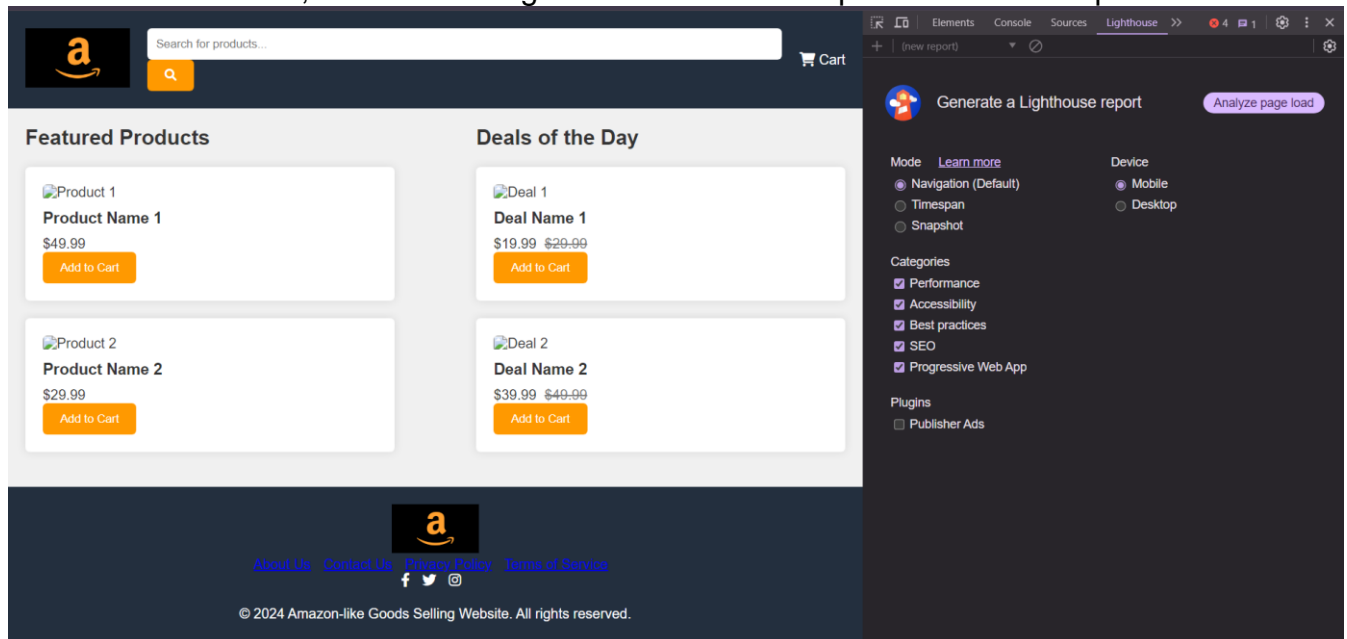 Search for products...
Cart
Featured Products
Deals of the Day
Product 1
Product Name 1
$49.99
Add to Cart
Deal 1
Deal Name 1
$19.99 $29.99
Add to Cart
Product 2
Product Name 2
$29.99
Add to Cart
Deal 2
Deal Name 2
$39.99 $49.99
Add to Cart
a
About Us Contact Us Privacy Policy Terms of Service
© 2024 Amazon-like Goods Selling Website. All rights reserved.
Elements Console Sources Lighthouse 4 1
(new report)
Generate a Lighthouse report
Analyze page load
Mode Learn more
Navigation (Default)
Timespan
Snapshot
Device
Mobile
Desktop
Categories
Performance
Accessibility
Best practices
SEO
Progressive Web App
Plugins
Publisher Ads